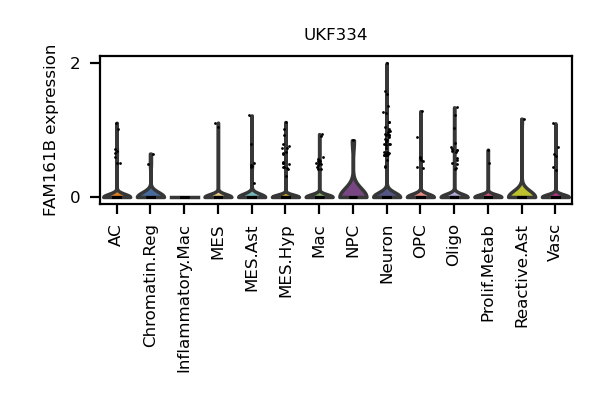 UKF334
FAM161B expression
2
0
AC
Chromatin.Reg
Inflammatory.Mac
MES
MES.Ast
MES.Hyp
Mac
NPC
Neuron
OPC
Oligo
Prolif.Metab
Reactive.Ast
Vasc